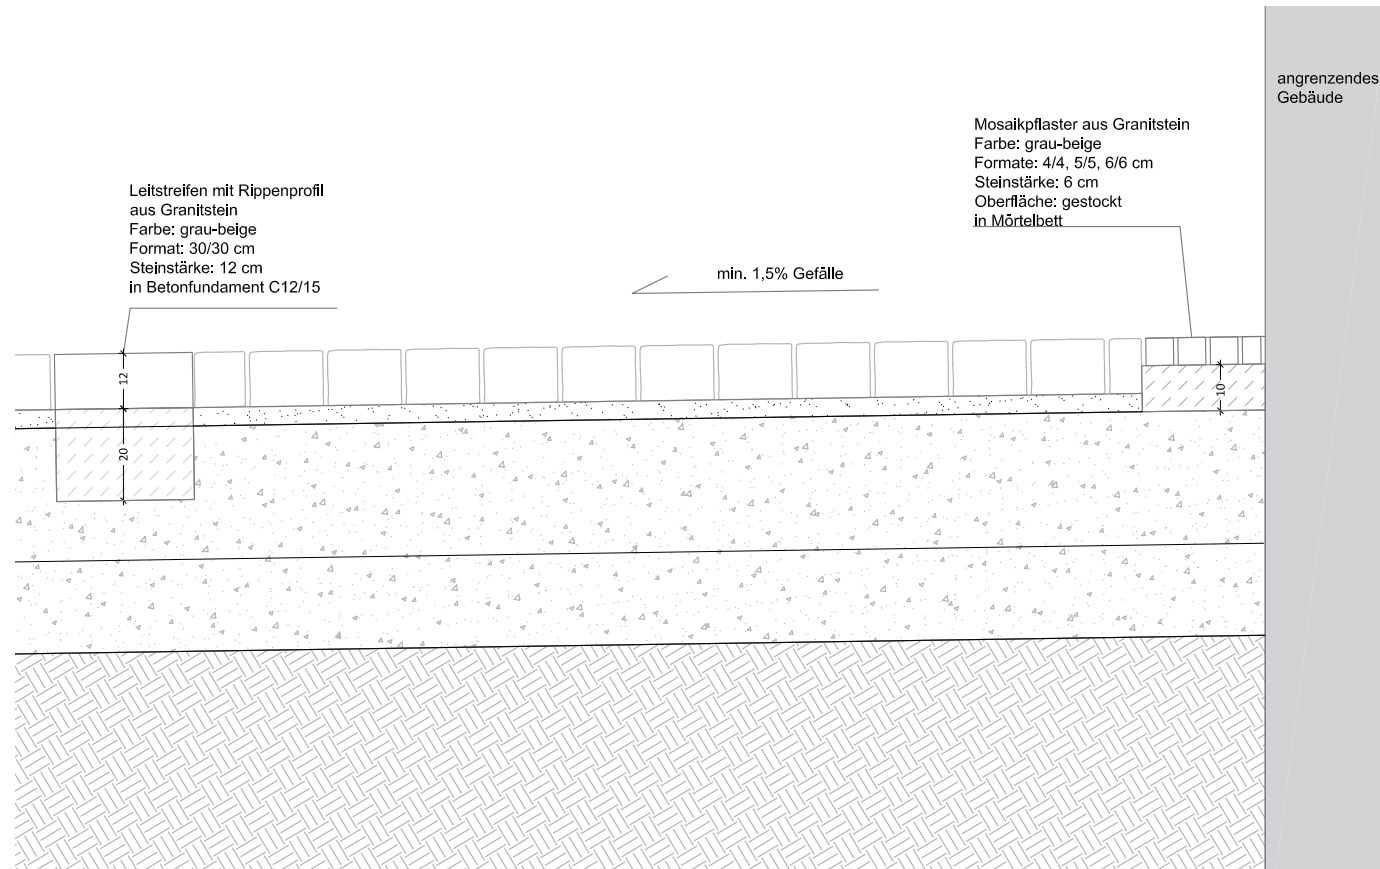 angrenzendes
Gebäude
Mosaikpflaster aus Granitstein
Farbe: grau-beige
Formate: 4/4, 5/5, 6/6 cm
Steinstärke: 6 cm
Oberfläche: gestockt
in Mörtelbett
Leitstreifen mit Rippenprofil
aus Granitstein
Farbe: grau-beige
Format: 30/30 cm
Steinstärke: 12 cm
in Betonfundament C12/15
min. 1,5% Gefälle
12
20
10